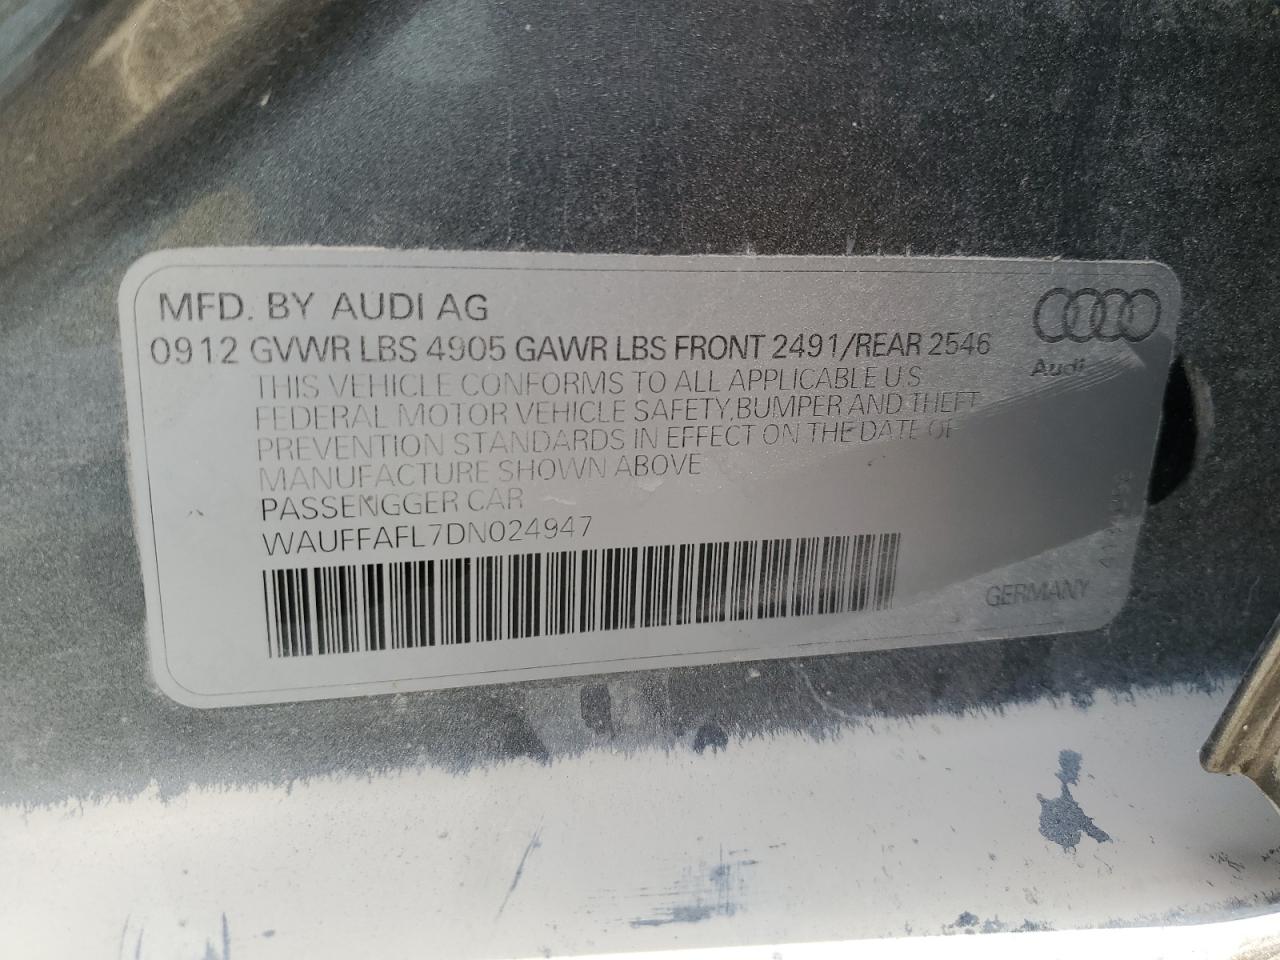 MFD. BY AUDI AG
0912 GVWR LBS 4905 GAWR LBS FRONT 2491/REAR 2546
Audi
THIS VEHICLE CONFORMS TO ALL APPLICABLE U.S
FEDERAL MOTOR VEHICLE SAFETY,BUMPER AND THEFT
PREVENTION STANDARDS IN EFFECT ON THE DATE OF
MANUFACTURE SHOWN ABOVE
PASSENGGER CAR
WAUFFAFL7DN024947
GERMANY